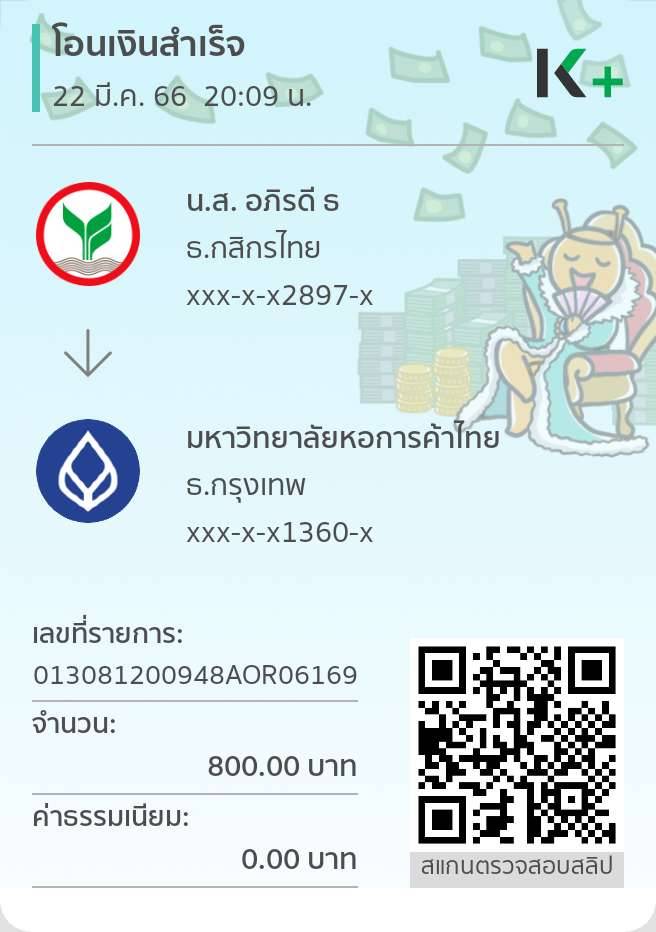 โอนเงินสำเร็จ
22 มี.ค. 66 20:09 น.
K+
น.ส. อภิรดี ธ
ธ.กสิกรไทย
xxx-x-x2897-x
มหาวิทยาลัยหอการค้าไทย
ธ.กรุงเทพ
xxx-x-x1360-x
เลขที่รายการ:
013081200948AOR06169
จำนวน:
800.00 บาท
ค่าธรรมเนียม:
0.00 บาท
สแกนตรวจสอบสลิป